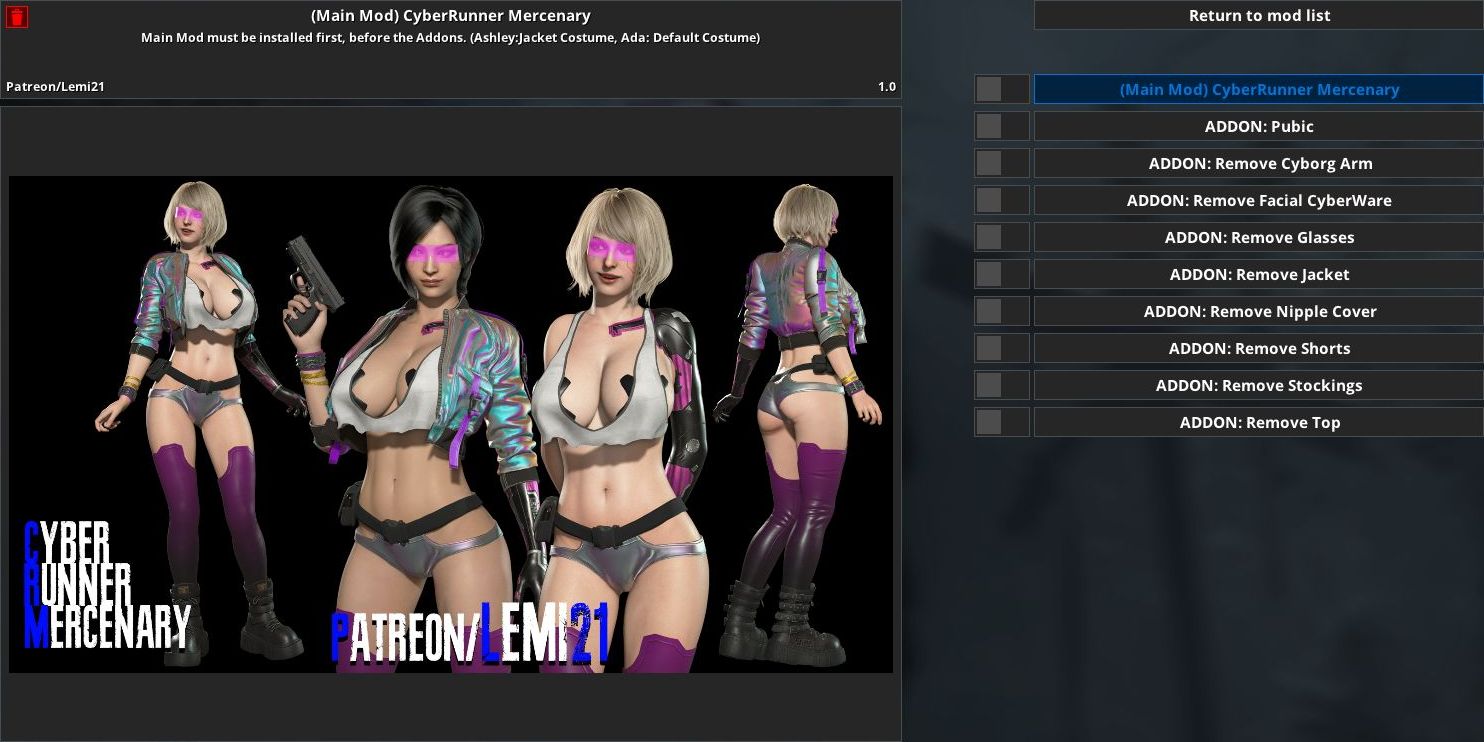 (Main Mod) CyberRunner Mercenary
Main Mod must be installed first, before the Addons. (Ashley:Jacket Costume, Ada: Default Costume)
Patreon/Lemi21
1.0
CYBER
RUNNER
MERCENARY
PATREON/LEMI21
Return to mod list
(Main Mod) CyberRunner Mercenary
ADDON: Pubic
ADDON: Remove Cyborg Arm
ADDON: Remove Facial CyberWare
ADDON: Remove Glasses
ADDON: Remove Jacket
ADDON: Remove Nipple Cover
ADDON: Remove Shorts
ADDON: Remove Stockings
ADDON: Remove Top